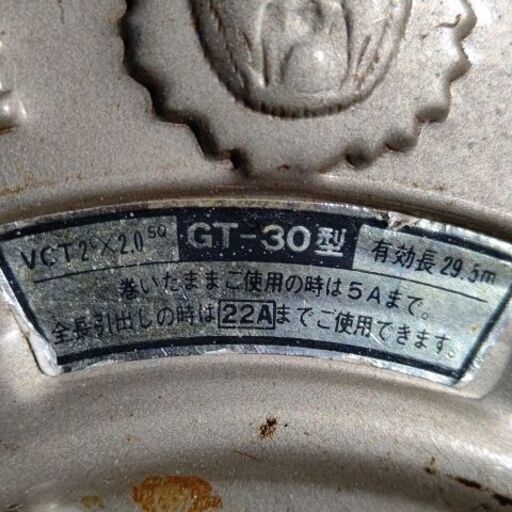 VCT2C×2.0SQ GT-30型 有効長29.5m
巻いたままご使用の時は5Aまで。
全長引出しの時は22Aまでご使用できます。